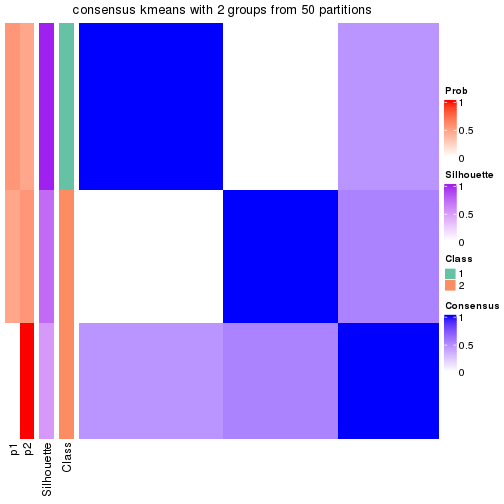 consensus kmeans with 2 groups from 50 partitions
Prob
1
0.5
0
Silhouette
1
0.5
0
Class
1
2
Consensus
1
0.5
0
p1
p2
Silhouette
Class